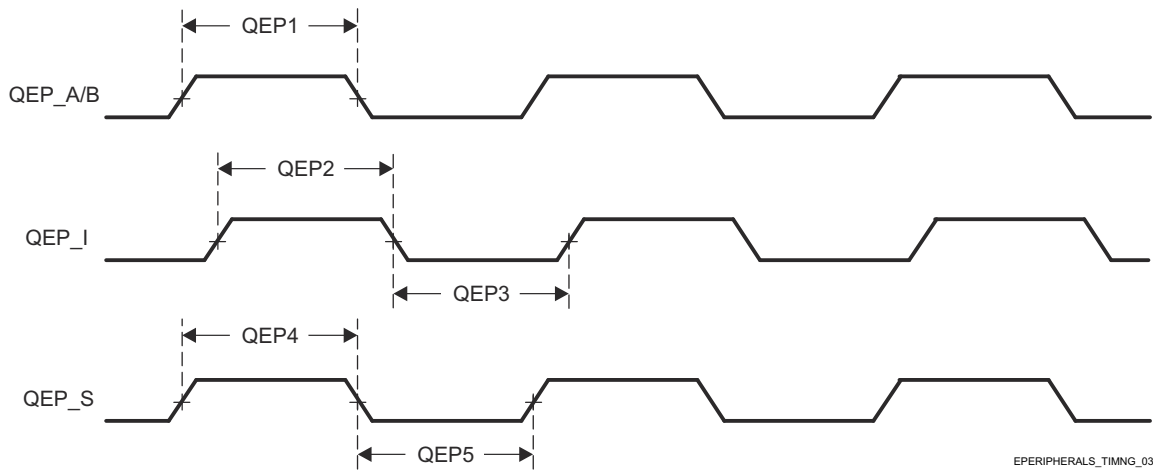 QEP1
QEP_A/B
QEP2
QEP_I
QEP3
QEP4
QEP_S
QEP5
EPERIPHERALS_TIMNG_03